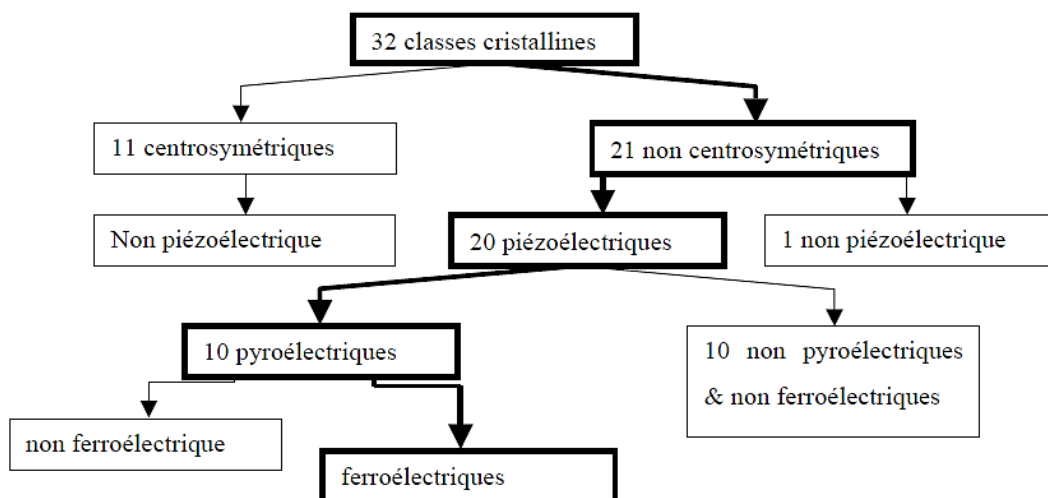 32 classes cristallines
11 centrosymétriques
21 non centrosymétriques
Non piézoélectrique
20 piézoélectriques
1 non piézoélectrique
10 pyroélectriques
10 non pyroélectriques
& non ferroélectriques
non ferroélectrique
ferroélectriques